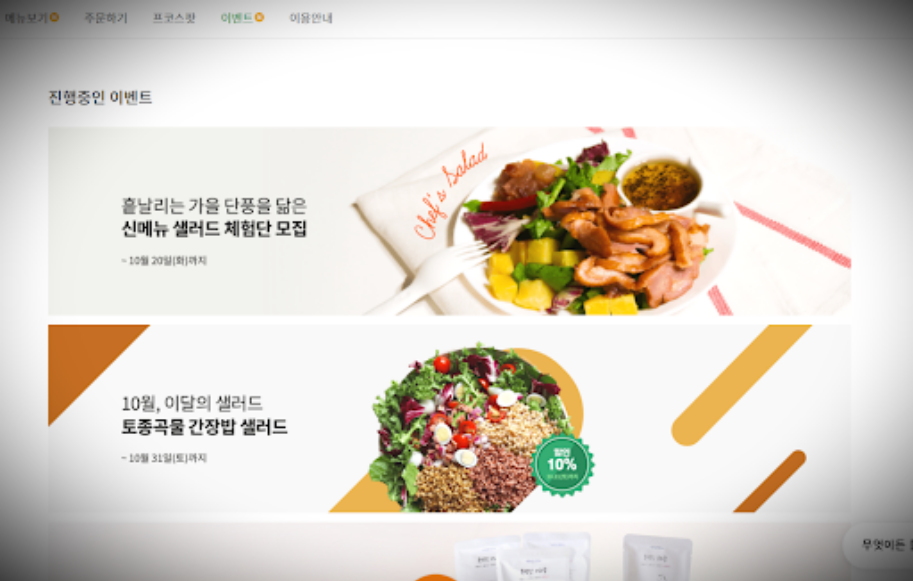 메뉴보기
주문하기
프코스팟
이벤트
이용안내
진행중인 이벤트
흩날리는 가을 단풍을 닮은
신메뉴 샐러드 체험단 모집
~ 10월 20일(화)까지
Chef's Salad
10월, 이달의 샐러드
토종곡물 간장밥 샐러드
~ 10월 31일(토)까지
할인
10%
무엇이든